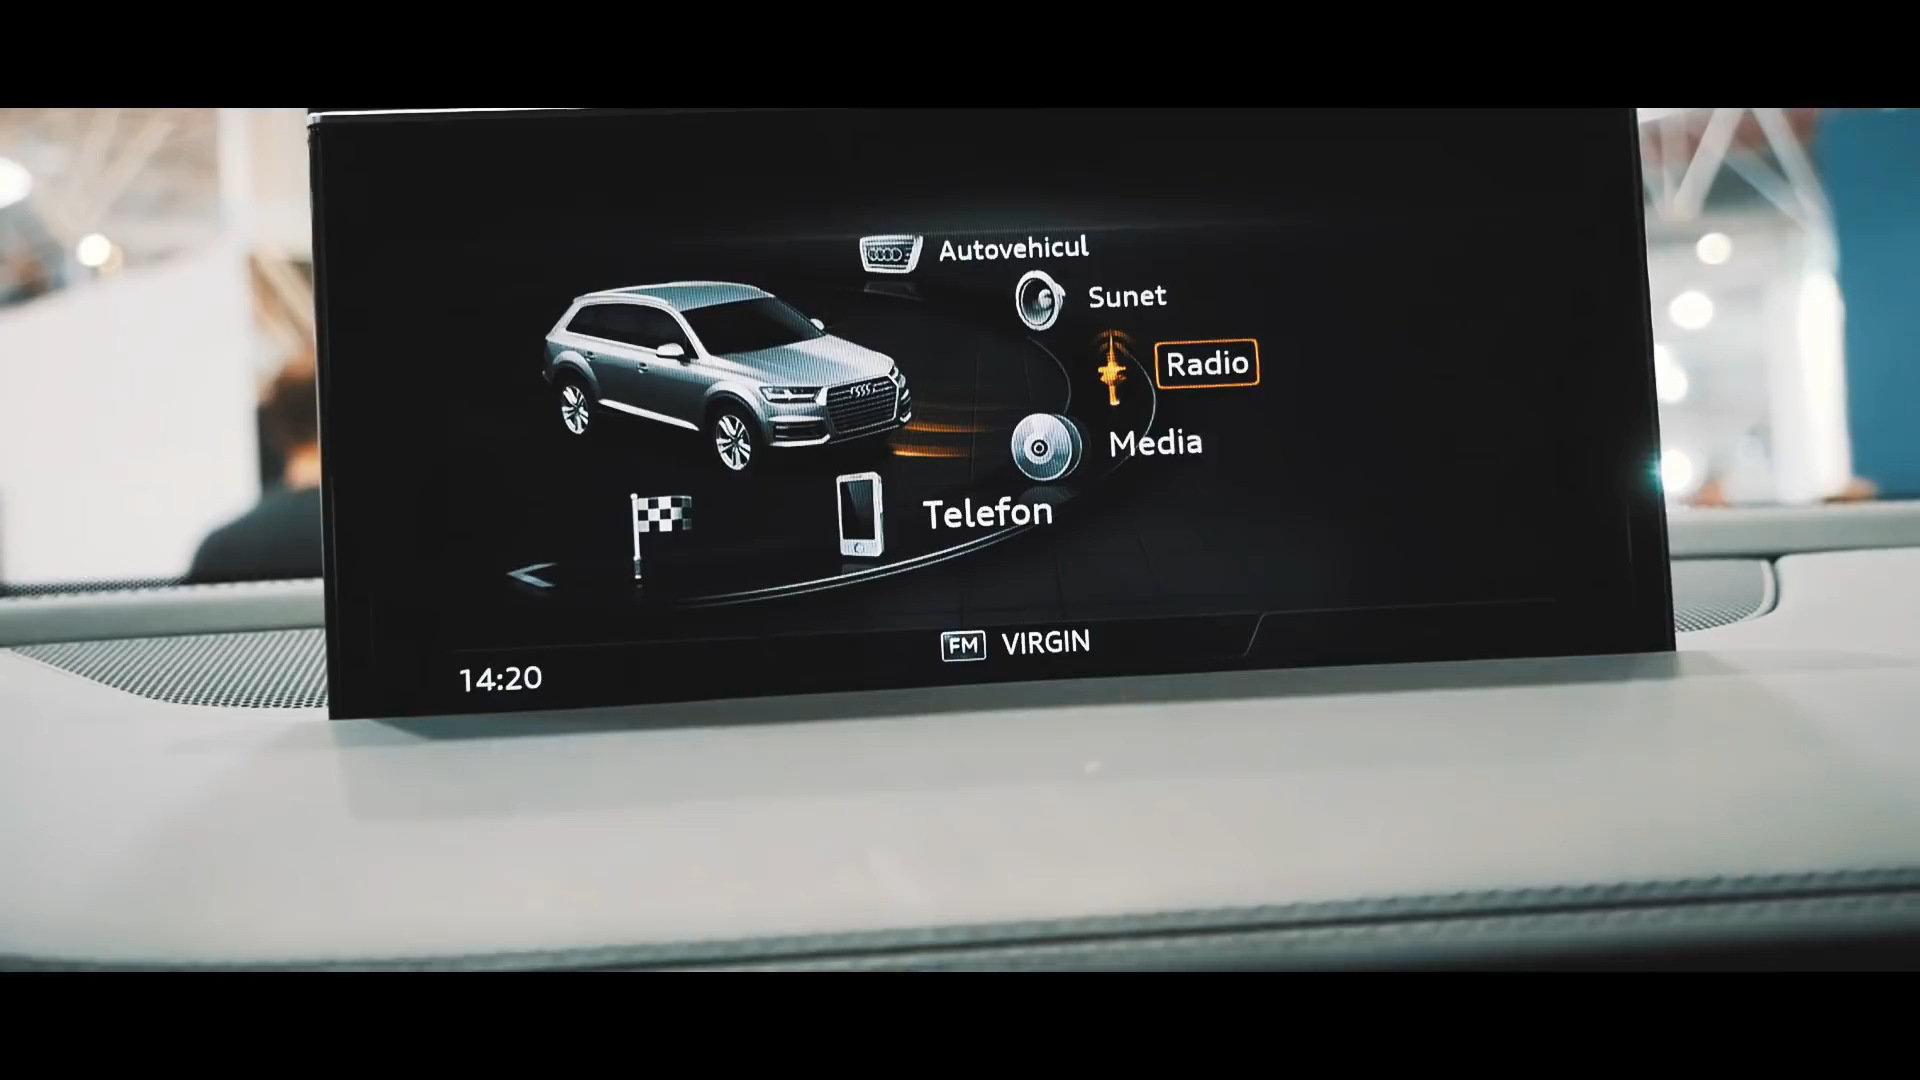 Autovehicul
Sunet
Radio
Media
Telefon
FM VIRGIN
14:20